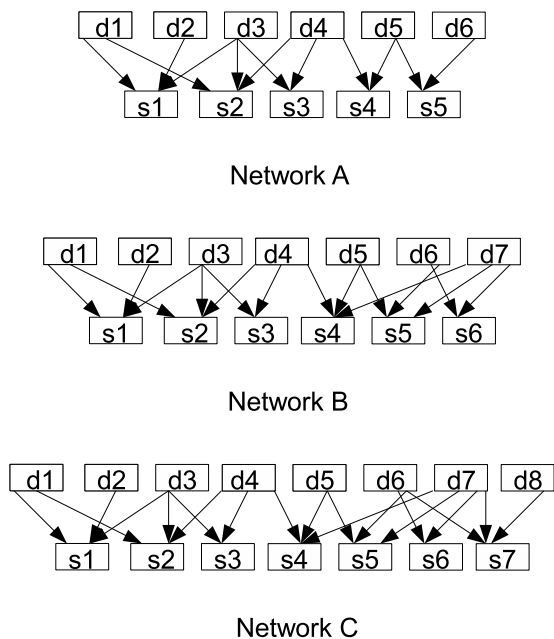 d1 d2 d3 d4 d5 d6
s1 s2 s3 s4 s5
Network A
d1 d2 d3 d4 d5 d6 d7
s1 s2 s3 s4 s5 s6
Network B
d1 d2 d3 d4 d5 d6 d7 d8
s1 s2 s3 s4 s5 s6 s7
Network C